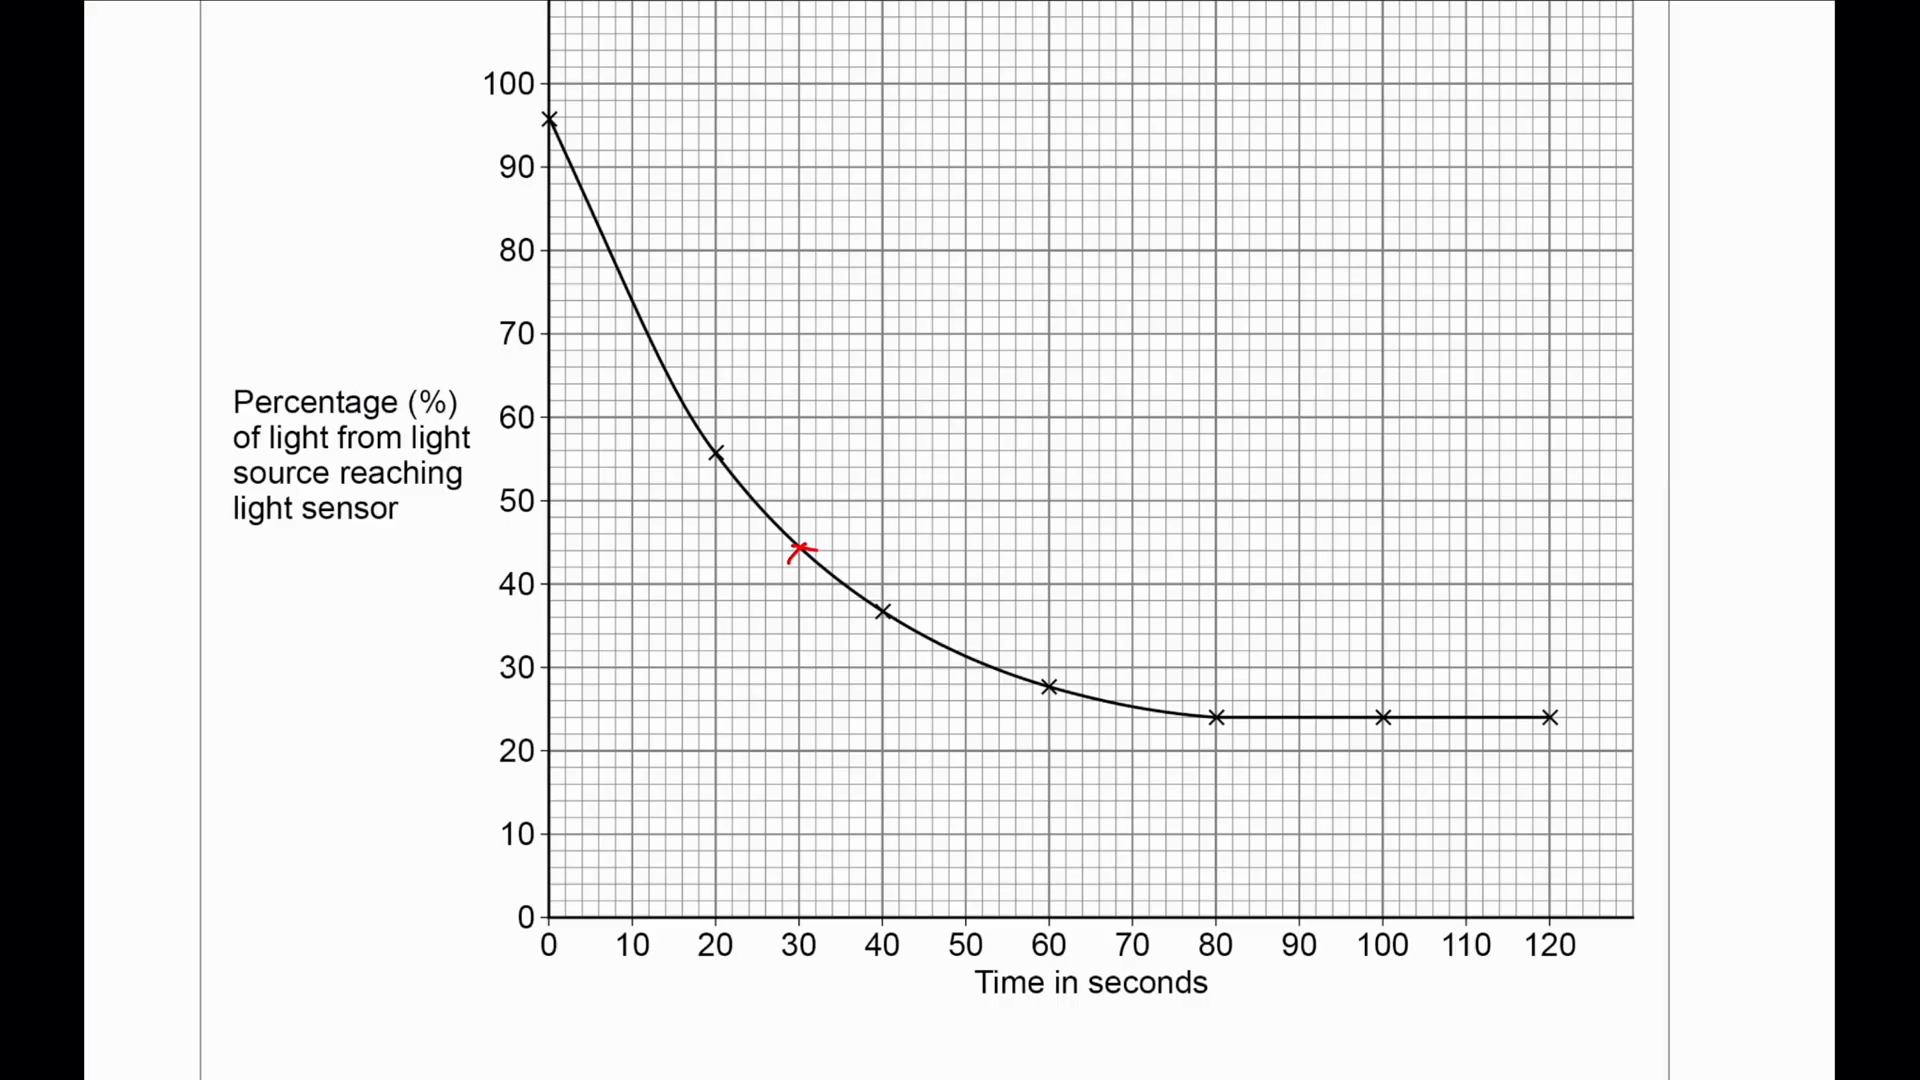 100
90
80
70
60
Percentage (%)
of light from light
source reaching
light sensor
50
40
30
20
10
0
0 10 20 30 40 50 60 70 80 90 100 110 120
Time in seconds